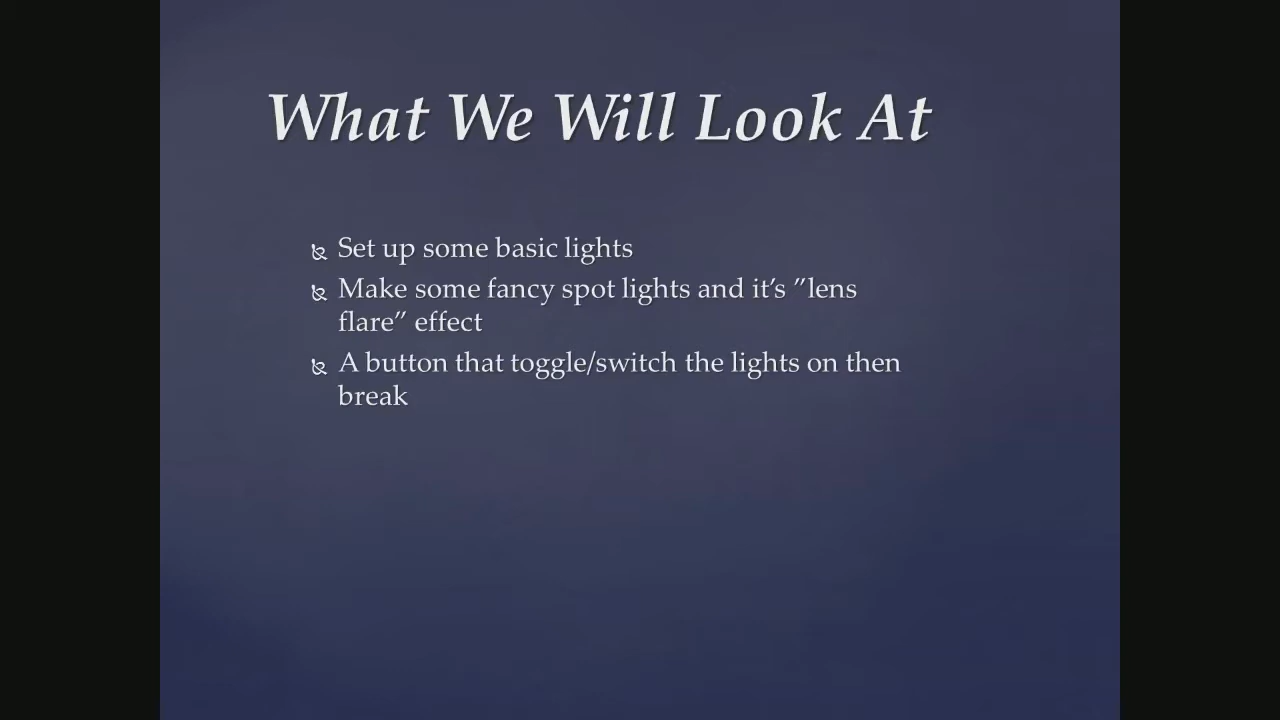 What We Will Look At
Set up some basic lights
Make some fancy spot lights and it’s ”lens
flare” effect
A button that toggle/switch the lights on then
break